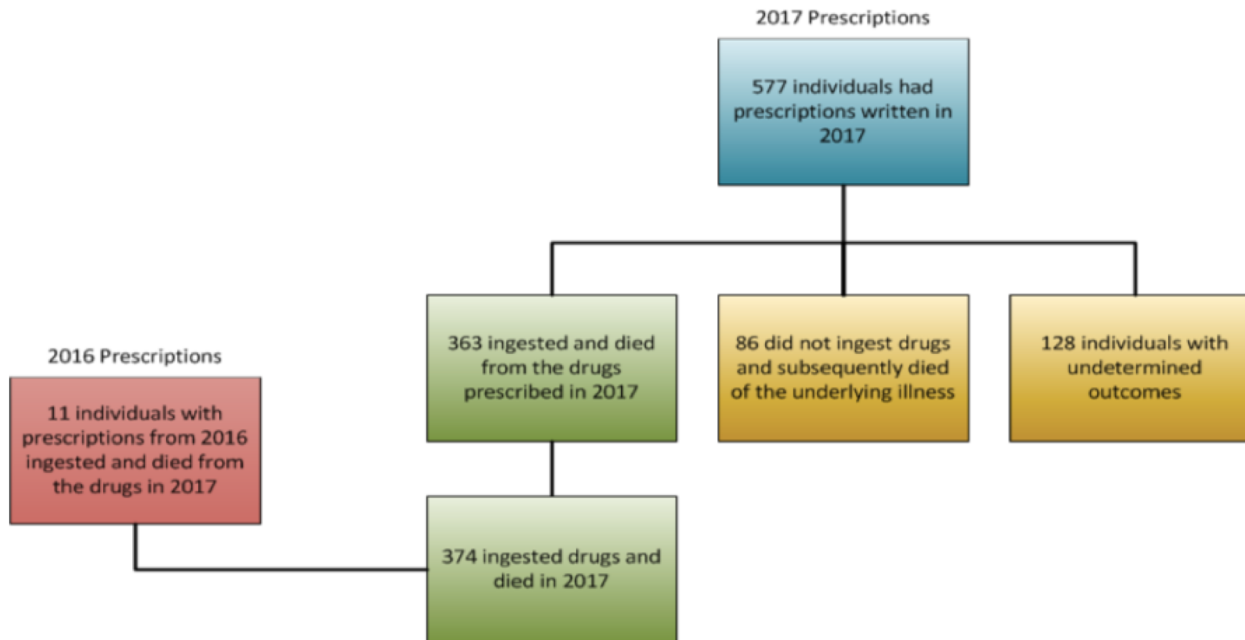 2017 Prescriptions
577 individuals had
prescriptions written in
2017
363 ingested and died
from the drugs
prescribed in 2017
86 did not ingest drugs
and subsequently died
of the underlying illness
128 individuals with
undetermined
outcomes
2016 Prescriptions
11 individuals with
prescriptions from 2016
ingested and died from
the drugs in 2017
374 ingested drugs and
died in 2017